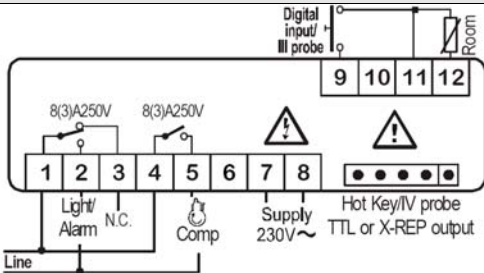 Digital
input/
III probe
Room
9 10 11 12
8(3)A250V 8(3)A250V
1 2 3 4 5 6 7 8
Light/
Alarm
N.C.
Comp
Supply
230V~
Hot Key/IV probe
TTL or X-REP output
Line